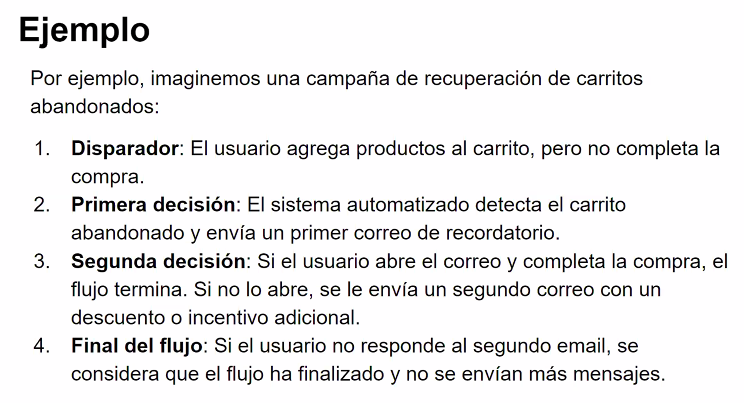 Ejemplo
Por ejemplo, imaginemos una campaña de recuperación de carritos
abandonados:
1. Disparador: El usuario agrega productos al carrito, pero no completa la
compra.
2. Primera decisión: El sistema automatizado detecta el carrito
abandonado y envía un primer correo de recordatorio.
3. Segunda decisión: Si el usuario abre el correo y completa la compra, el
flujo termina. Si no lo abre, se le envía un segundo correo con un
descuento o incentivo adicional.
4. Final del flujo: Si el usuario no responde al segundo email, se
considera que el flujo ha finalizado y no se envían más mensajes.